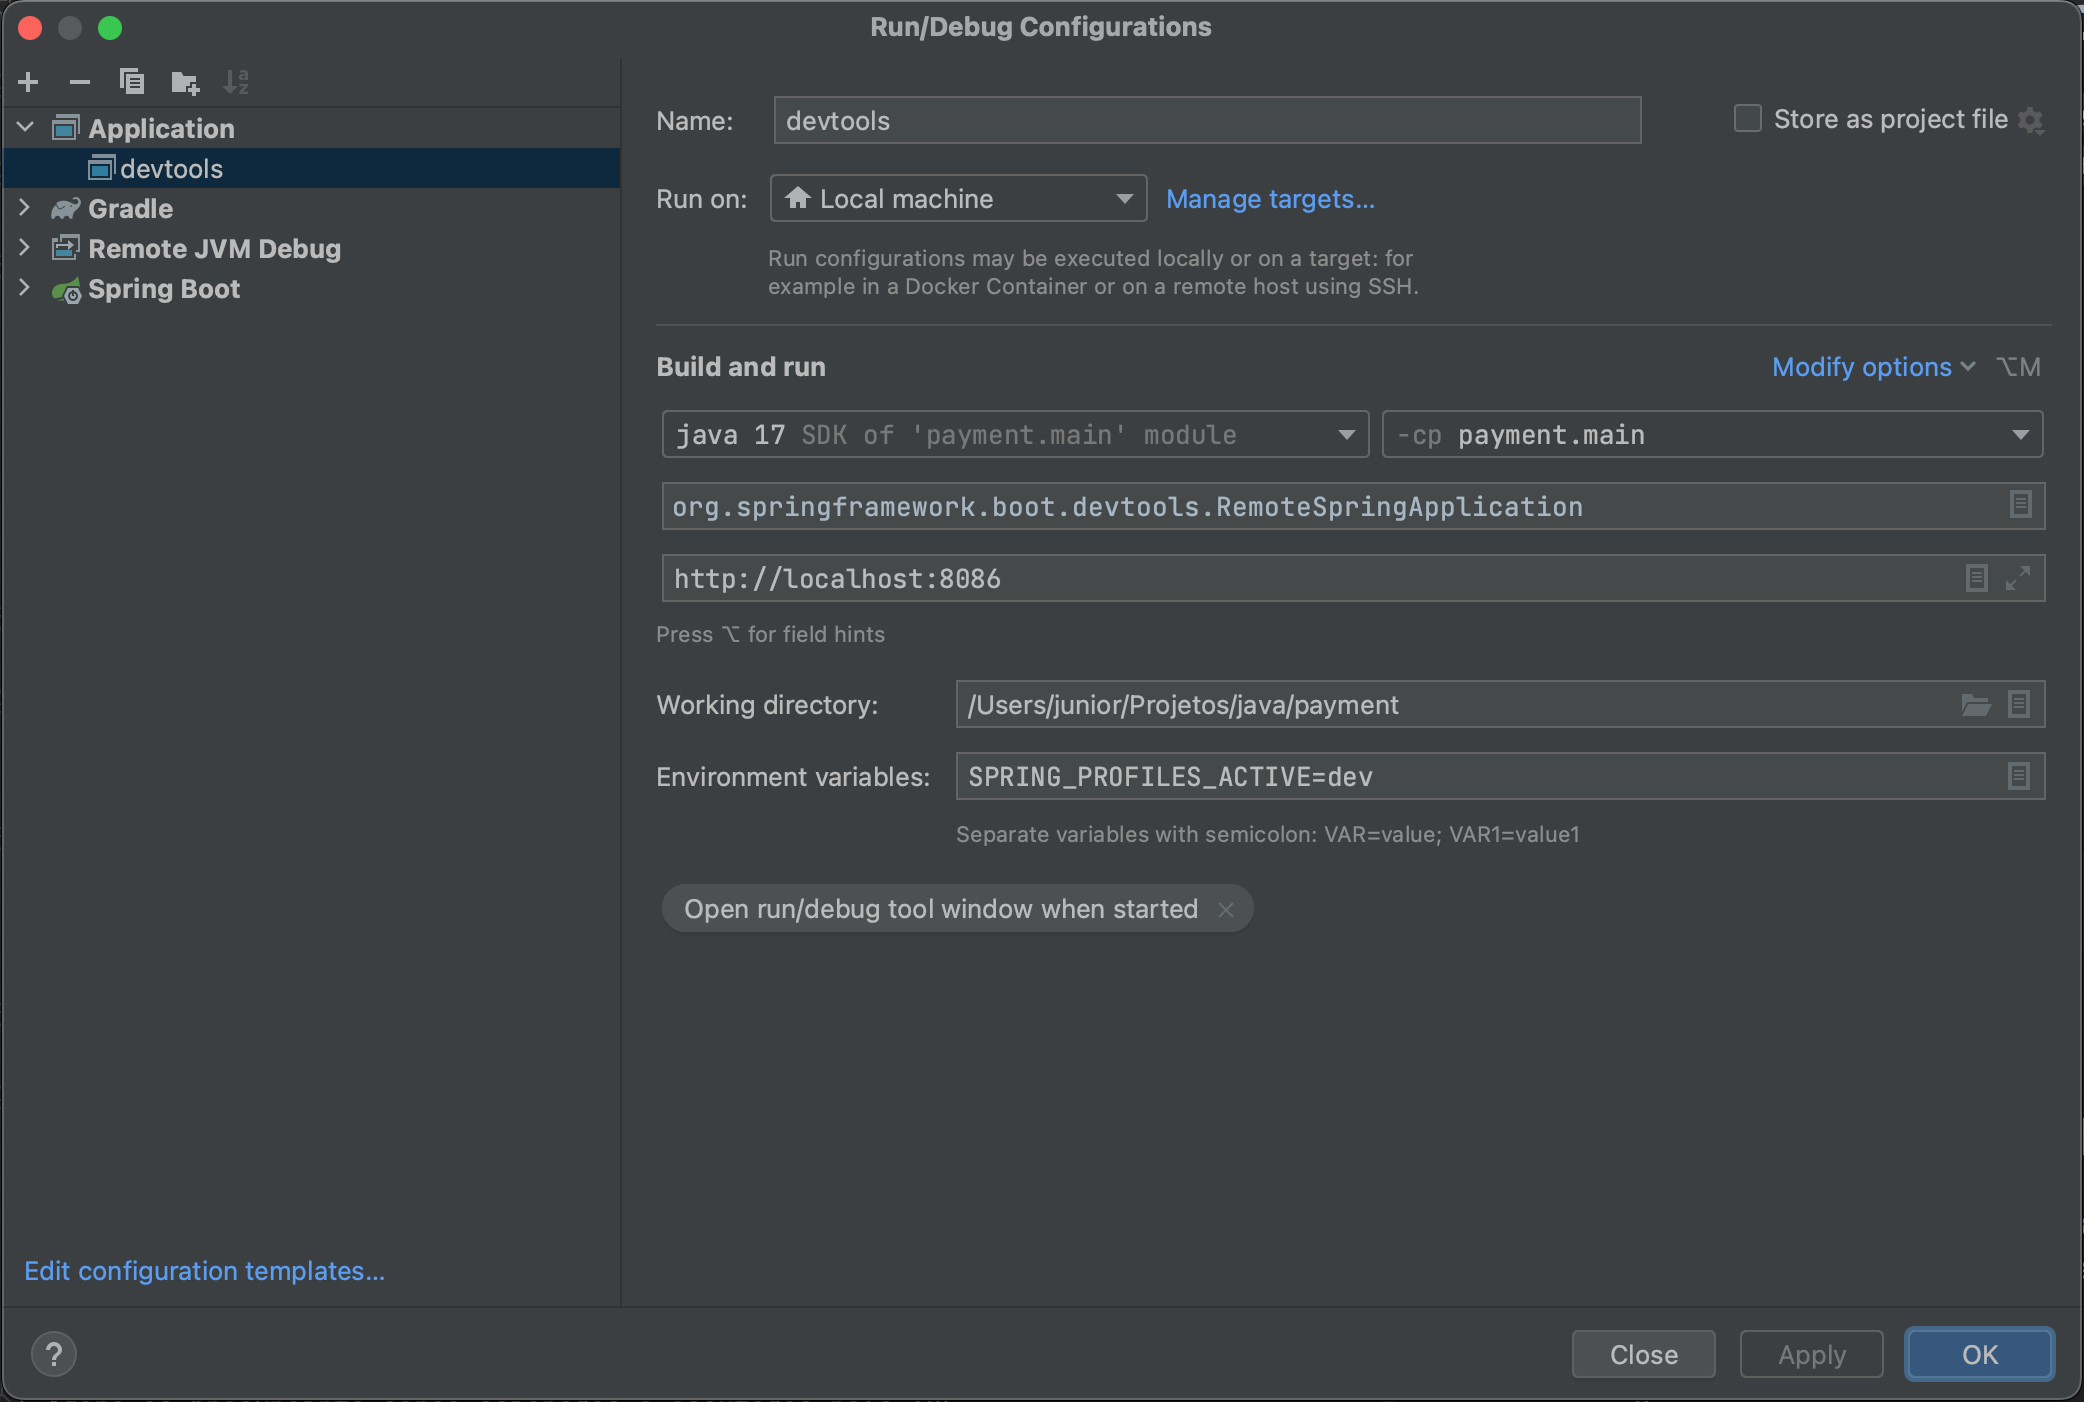 Run/Debug Configurations
Application
devtools
Gradle
Remote JVM Debug
Spring Boot
Edit configuration templates...
Name: devtools
Store as project file
Run on: Local machine Manage targets...
Run configurations may be executed locally or on a target: for
example in a Docker Container or on a remote host using SSH.
Build and run
Modify options ⌥M
java 17 SDK of 'payment.main' module
-cp payment.main
org.springframework.boot.devtools.RemoteSpringApplication
http://localhost:8086
Press ⌥ for field hints
Working directory: /Users/junior/Projetos/java/payment
Environment variables: SPRING_PROFILES_ACTIVE=dev
Separate variables with semicolon: VAR=value; VAR1=value1
Open run/debug tool window when started
?
Close
Apply
OK